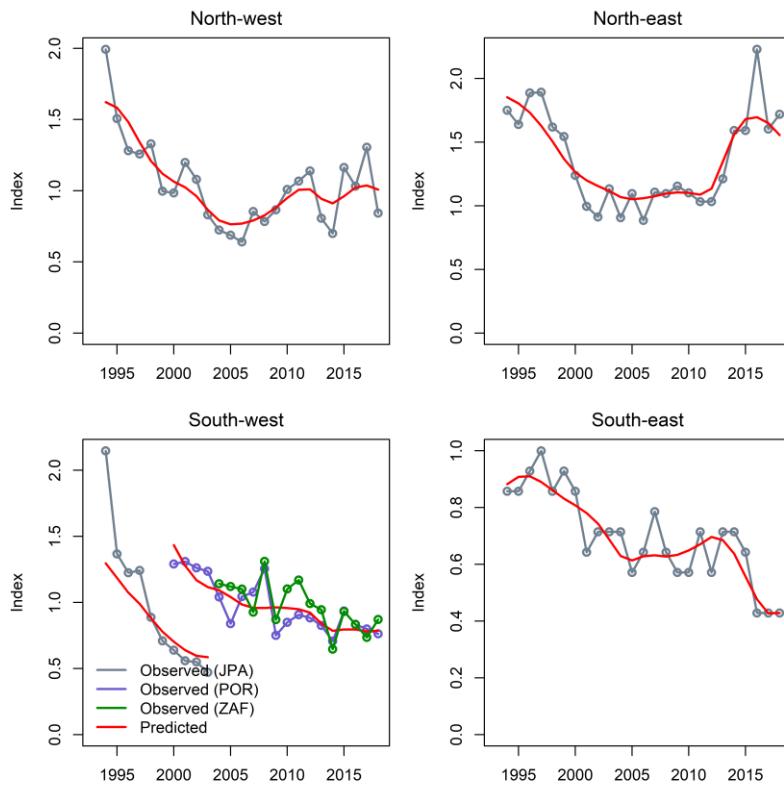 North-west
Index
2.0
1.5
1.0
0.5
0.0
1995 2000 2005 2010 2015
North-east
Index
2.0
1.5
1.0
0.5
0.0
1995 2000 2005 2010 2015
South-west
Index
2.0
1.5
1.0
0.5
0.0
Observed (JPA)
Observed (POR)
Observed (ZAF)
Predicted
1995 2000 2005 2010 2015
South-east
Index
1.0
0.8
0.6
0.4
0.2
0.0
1995 2000 2005 2010 2015